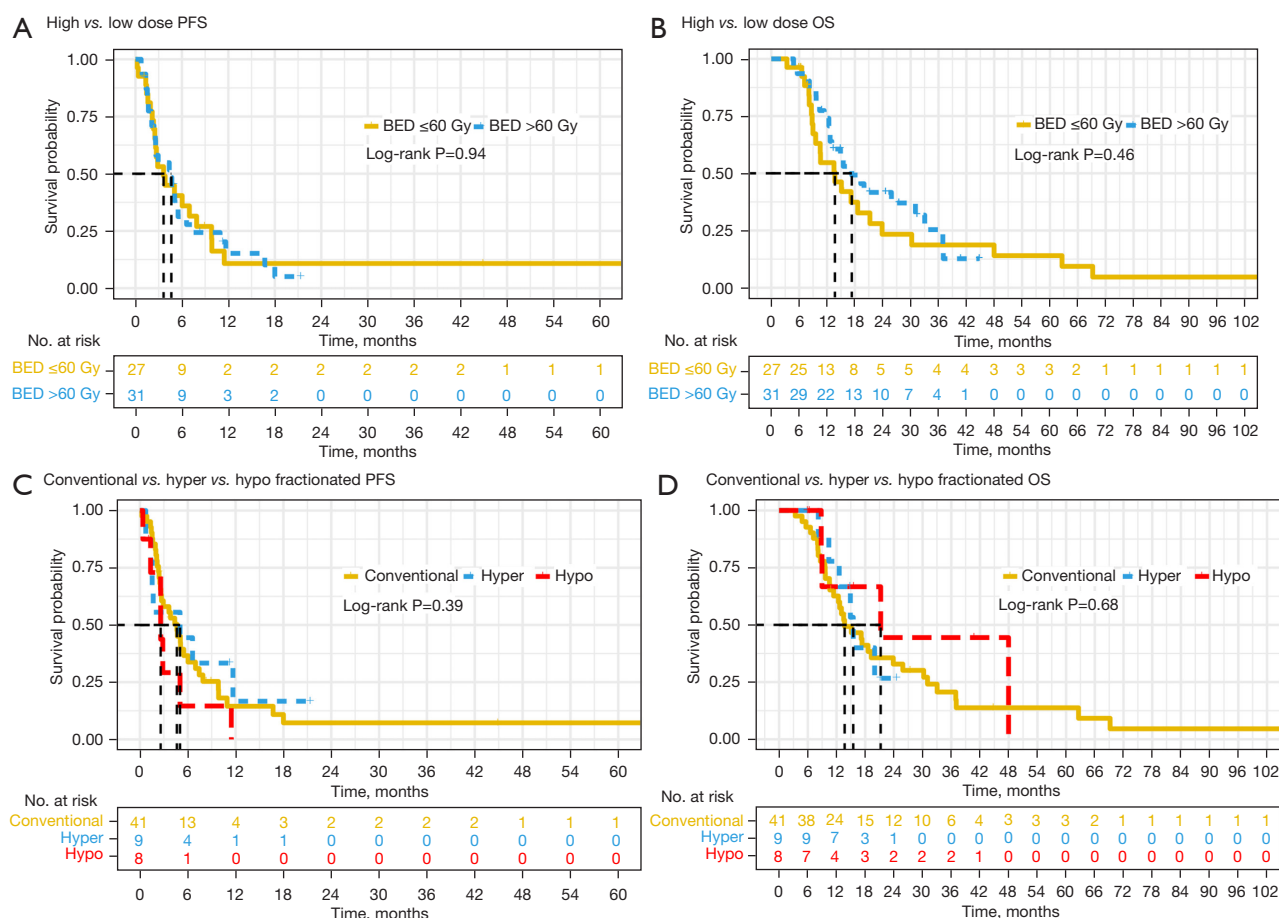 A High vs. low dose PFS
1.00
0.75
0.50
0.25
0.00
Survival probability
BED ≤60 Gy BED >60 Gy
Log-rank P=0.94
0 6 12 18 24 30 36 42 48 54 60
Time, months
No. at risk
BED ≤60 Gy 27 9 2 2 2 2 2 2 1 1 1
BED >60 Gy 31 9 3 2 0 0 0 0 0 0 0
0 6 12 18 24 30 36 42 48 54 60
Time, months
B High vs. low dose OS
1.00
0.75
0.50
0.25
0.00
Survival probability
BED ≤60 Gy BED >60 Gy
Log-rank P=0.46
0 6 12 18 24 30 36 42 48 54 60 66 72 78 84 90 96 102
Time, months
No. at risk
BED ≤60 Gy 27 25 13 8 5 5 4 4 3 3 3 2 1 1 1 1 1 1
BED >60 Gy 31 29 22 13 10 7 4 1 0 0 0 0 0 0 0 0 0 0
0 6 12 18 24 30 36 42 48 54 60 66 72 78 84 90 96 102
Time, months
C Conventional vs. hyper vs. hypo fractionated PFS
1.00
0.75
0.50
0.25
0.00
Survival probability
Conventional Hyper Hypo
Log-rank P=0.39
0 6 12 18 24 30 36 42 48 54 60
Time, months
No. at risk
Conventional 41 13 4 3 2 2 2 2 1 1 1
Hyper 9 4 1 1 0 0 0 0 0 0 0
Hypo 8 1 0 0 0 0 0 0 0 0 0
0 6 12 18 24 30 36 42 48 54 60
Time, months
D Conventional vs. hyper vs. hypo fractionated OS
1.00
0.75
0.50
0.25
0.00
Survival probability
Conventional Hyper Hypo
Log-rank P=0.68
0 6 12 18 24 30 36 42 48 54 60 66 72 78 84 90 96 102
Time, months
No. at risk
Conventional 41 38 24 15 12 10 6 4 3 3 3 2 1 1 1 1 1 1
Hyper 9 9 7 3 1 0 0 0 0 0 0 0 0 0 0 0 0 0
Hypo 8 7 4 3 2 2 2 1 0 0 0 0 0 0 0 0 0 0
0 6 12 18 24 30 36 42 48 54 60 66 72 78 84 90 96 102
Time, months